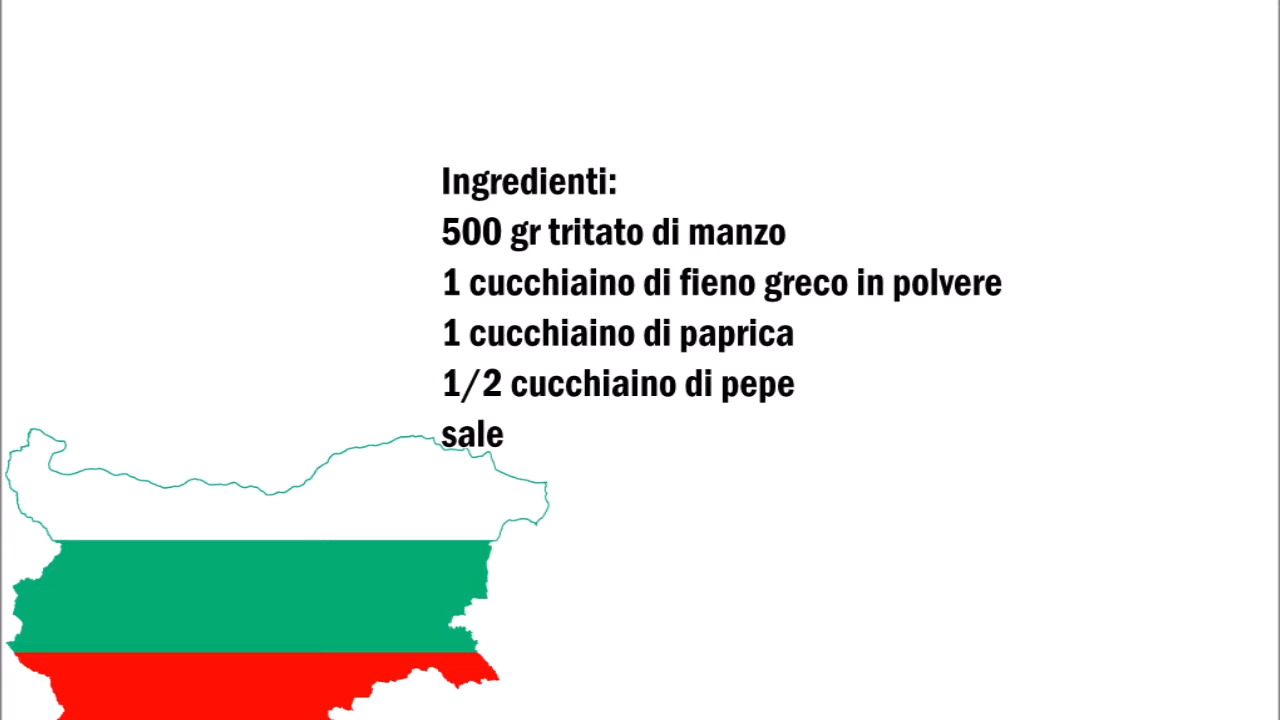 Ingredienti:
500 gr tritato di manzo
1 cucchiaino di fieno greco in polvere
1 cucchiaino di paprica
1/2 cucchiaino di pepe
sale